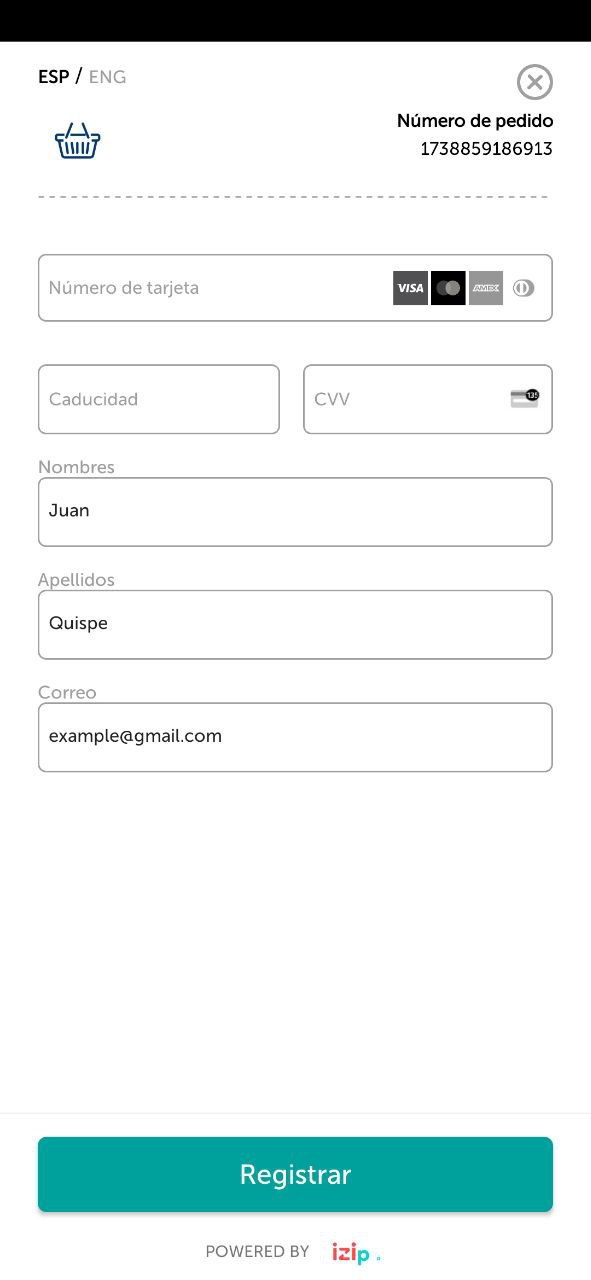 ESP / ENG
Número de pedido
1738859186913
Número de tarjeta VISA AMEX
Caducidad CVV 135
Nombres
Juan
Apellidos
Quispe
Correo
example@gmail.com
Registrar
POWERED BY izip